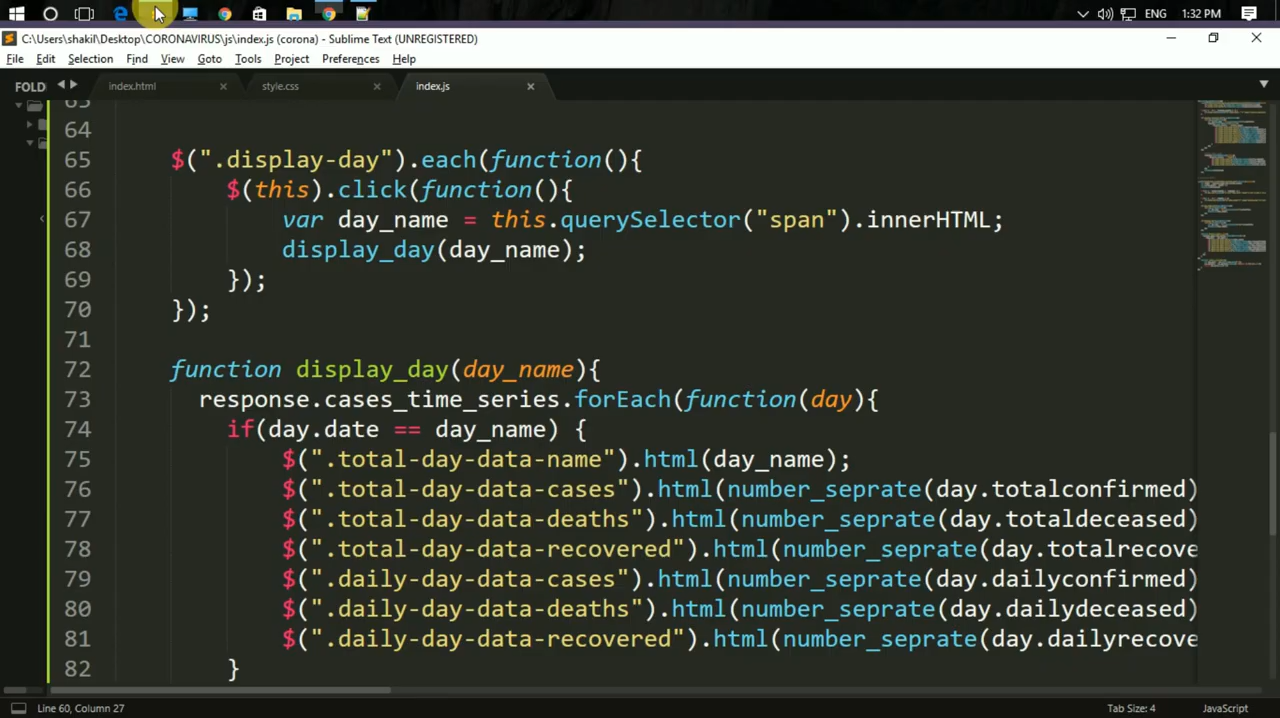 ENG 1:32 PM
C:\Users\shakil\Desktop\CORONAVIRUS\js\index.js (corona) - Sublime Text (UNREGISTERED)
File Edit Selection Find View Goto Tools Project Preferences Help
FOLD index.html style.css index.js
64
65 $(".display-day").each(function(){
66 $(this).click(function(){
67 var day_name = this.querySelector("span").innerHTML;
68 display_day(day_name);
69 });
70 });
71
72 function display_day(day_name){
73 response.cases_time_series.forEach(function(day){
74 if(day.date == day_name) {
75 $(".total-day-data-name").html(day_name);
76 $(".total-day-data-cases").html(number_seprate(day.totalconfirmed)
77 $(".total-day-data-deaths").html(number_seprate(day.totaldeceased)
78 $(".total-day-data-recovered").html(number_seprate(day.totalrecove
79 $(".daily-day-data-cases").html(number_seprate(day.dailyconfirmed)
80 $(".daily-day-data-deaths").html(number_seprate(day.dailydeceased)
81 $(".daily-day-data-recovered").html(number_seprate(day.dailyrecove
82 }
Line 60, Column 27 Tab Size: 4 JavaScript